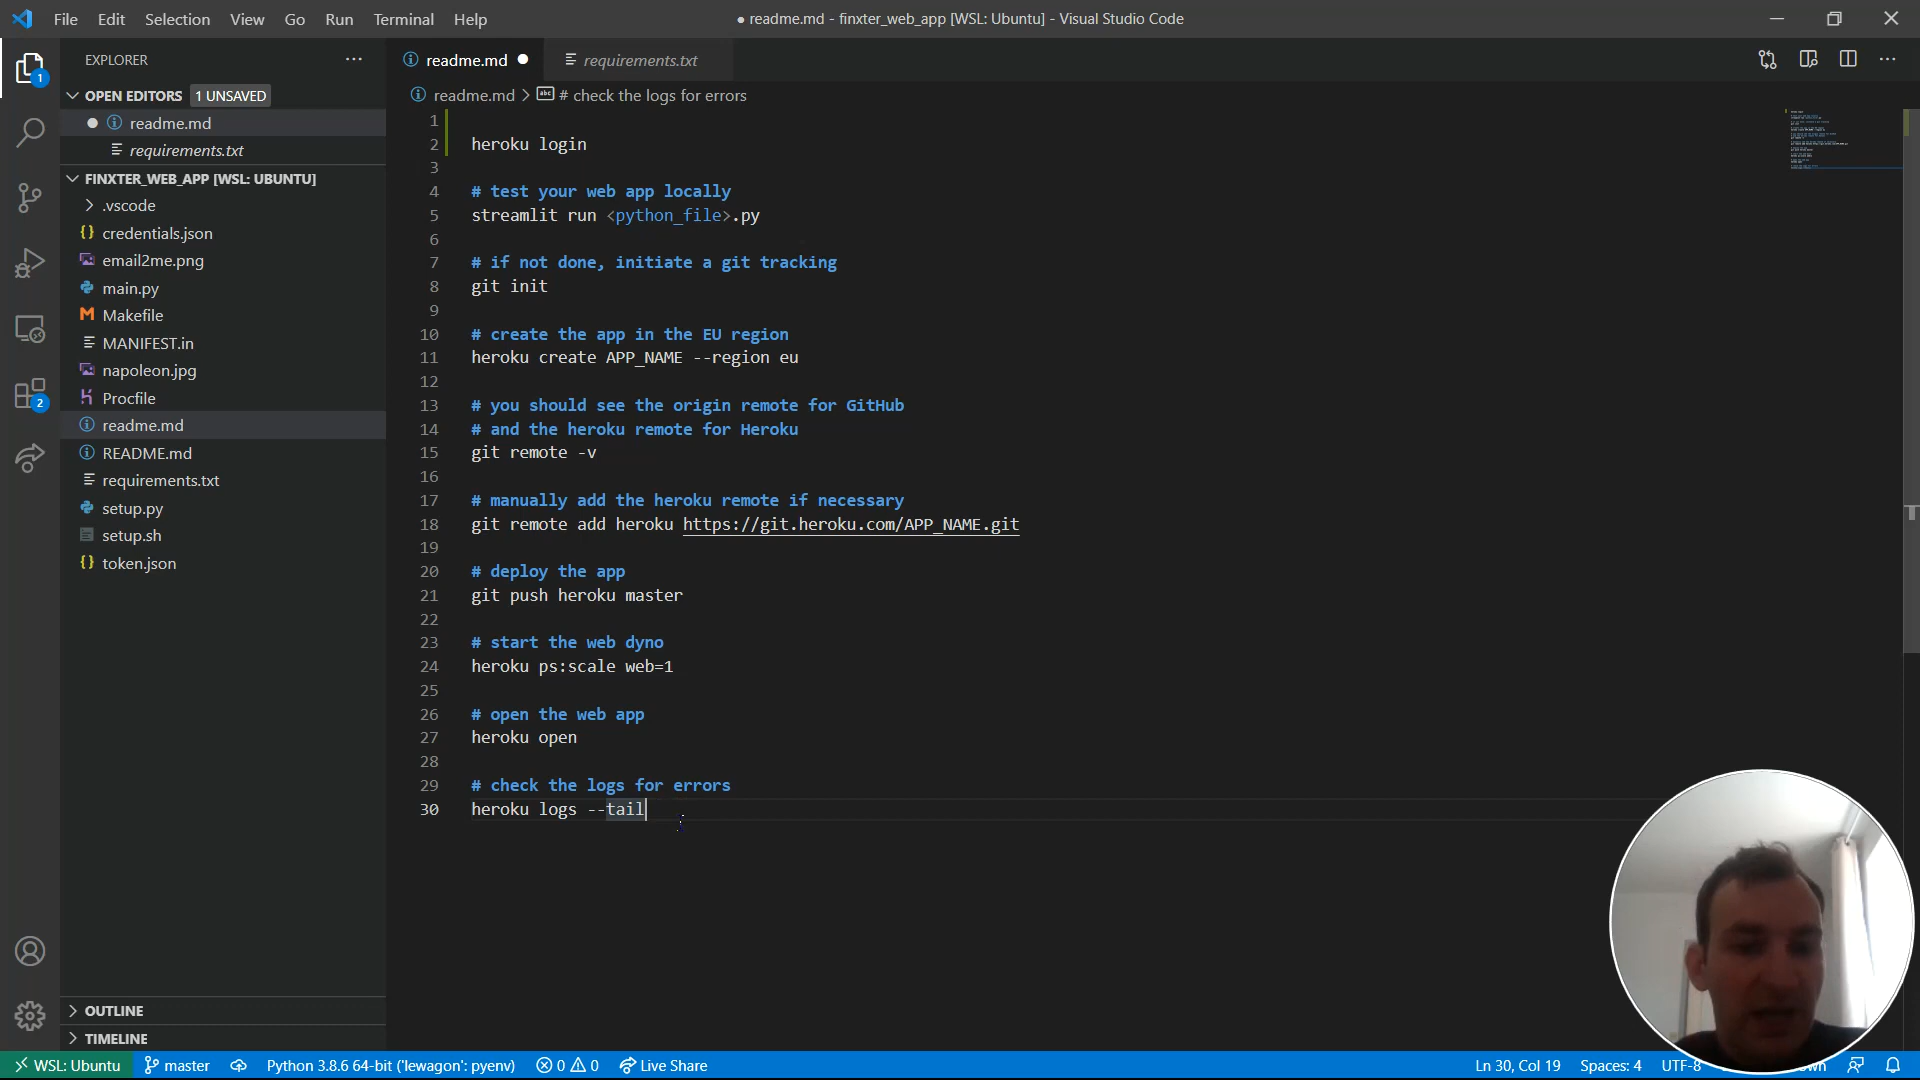 File Edit Selection View Go Run Terminal Help
● readme.md - finxter_web_app [WSL: Ubuntu] - Visual Studio Code
EXPLORER
OPEN EDITORS 1 UNSAVED
readme.md
requirements.txt
FINXTER_WEB_APP [WSL: UBUNTU]
.vscode
credentials.json
email2me.png
main.py
Makefile
MANIFEST.in
napoleon.jpg
Procfile
readme.md
README.md
requirements.txt
setup.py
setup.sh
token.json
OUTLINE
TIMELINE
1
2
readme.md
requirements.txt
readme.md > # check the logs for errors
1
2 heroku login
3
4 # test your web app locally
5 streamlit run <python_file>.py
6
7 # if not done, initiate a git tracking
8 git init
9
10 # create the app in the EU region
11 heroku create APP_NAME --region eu
12
13 # you should see the origin remote for GitHub
14 # and the heroku remote for Heroku
15 git remote -v
16
17 # manually add the heroku remote if necessary
18 git remote add heroku https://git.heroku.com/APP_NAME.git
19
20 # deploy the app
21 git push heroku master
22
23 # start the web dyno
24 heroku ps:scale web=1
25
26 # open the web app
27 heroku open
28
29 # check the logs for errors
30 heroku logs --tail
WSL: Ubuntu master Python 3.8.6 64-bit ('lewagon': pyenv) 0 0 Live Share Ln 30, Col 19 Spaces: 4 UTF-8